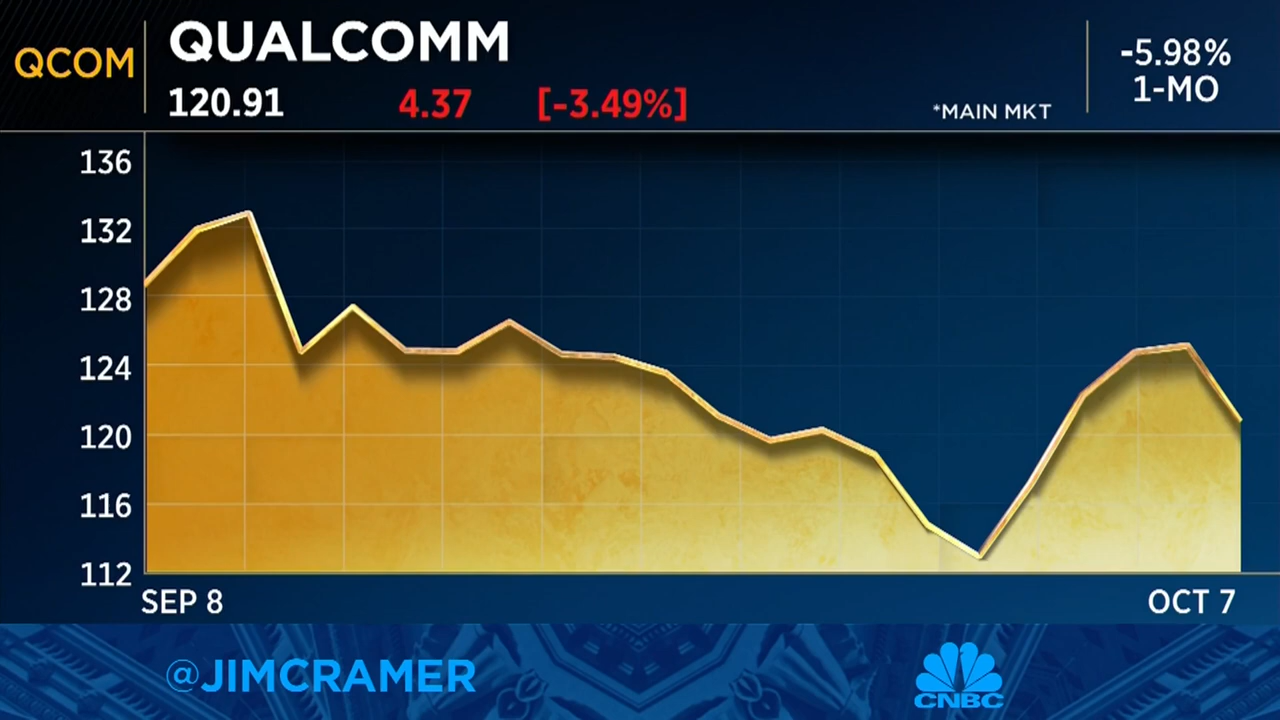 QCOM
QUALCOMM
120.91 4.37 [-3.49%]
*MAIN MKT
-5.98%
1-MO
136
132
128
124
120
116
112
SEP 8 OCT 7
@JIMCRAMER
CNBC